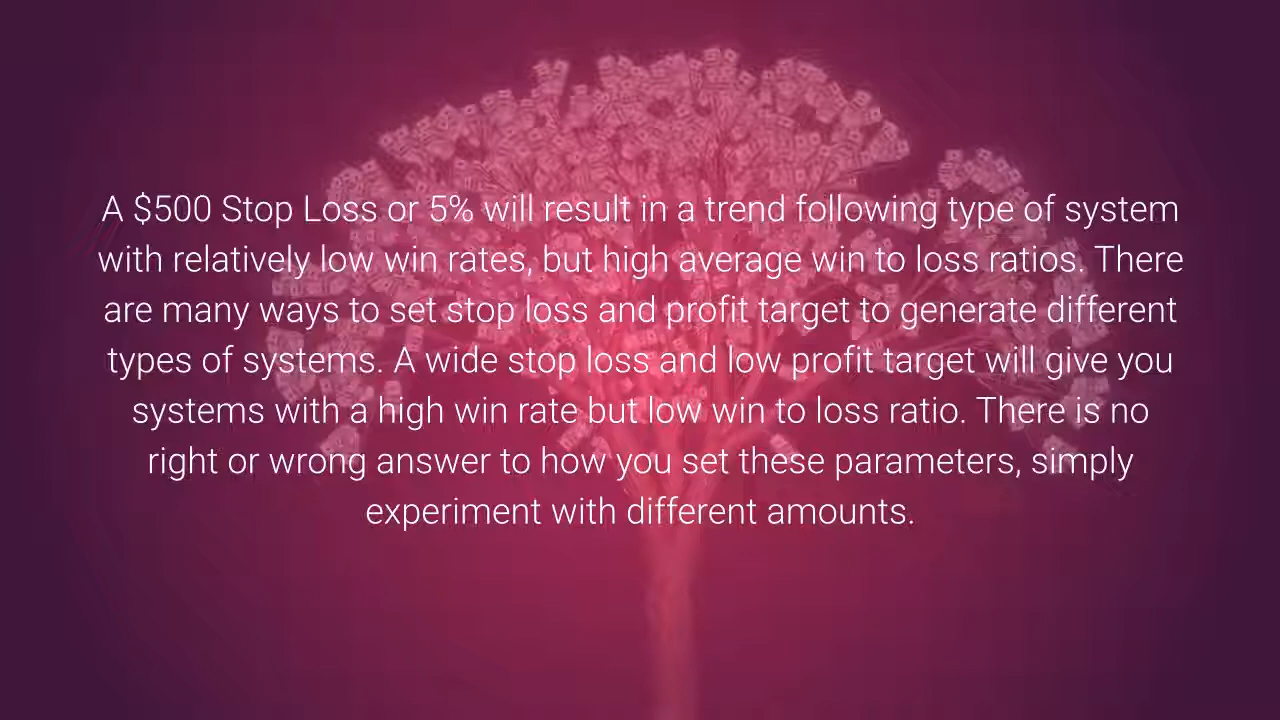 A $500 Stop Loss or 5% will result in a trend following type of system
with relatively low win rates, but high average win to loss ratios. There
are many ways to set stop loss and profit target to generate different
types of systems. A wide stop loss and low profit target will give you
systems with a high win rate but low win to loss ratio. There is no
right or wrong answer to how you set these parameters, simply
experiment with different amounts.